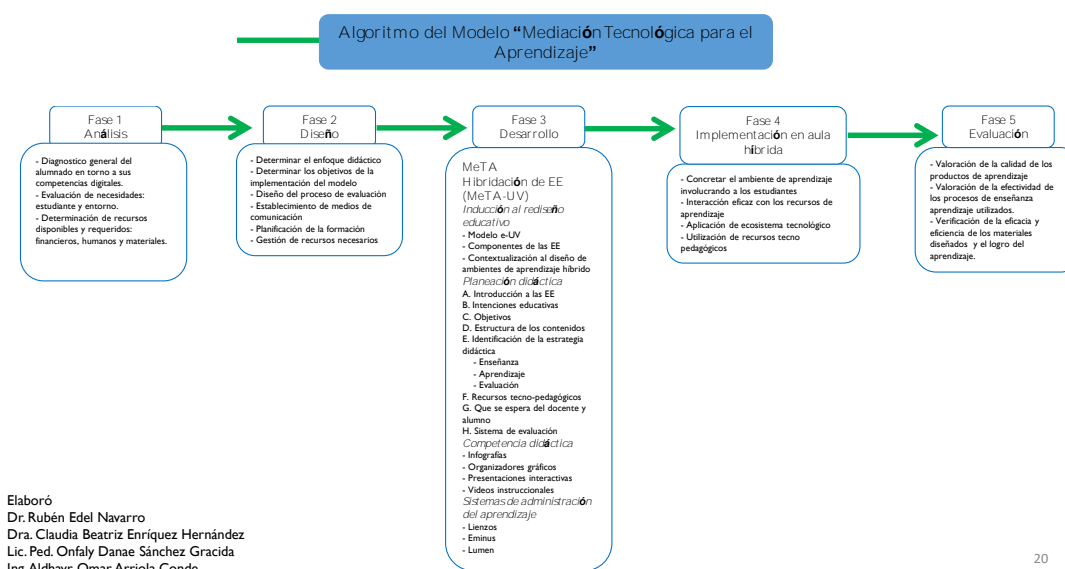 Algoritmo del Modelo “Mediación Tecnológica para el
Aprendizaje”
Fase 1
Análisis
- Diagnostico general del
alumnado en torno a sus
competencias digitales.
- Evaluación de necesidades:
estudiante y entorno.
- Determinación de recursos
disponibles y requeridos:
financieros, humanos y materiales.
Fase 2
Diseño
- Determinar el enfoque didáctico
- Determinar los objetivos de la
implementación del modelo
- Diseño del proceso de evaluación
- Establecimiento de medios de
comunicación
- Planificación de la formación
- Gestión de recursos necesarios
Fase 3
Desarrollo
MeTA
Hibridación de EE
(MeTA-UV)
Inducción al rediseño
educativo
- Modelo e-UV
- Componentes de las EE
- Contextualización al diseño de
ambientes de aprendizaje híbrido
Planeación didáctica
A. Introducción a las EE
B. Intenciones educativas
C. Objetivos
D. Estructura de los contenidos
E. Identificación de la estrategia
didáctica
- Enseñanza
- Aprendizaje
- Evaluación
F. Recursos tecno-pedagógicos
G. Que se espera del docente y
alumno
H. Sistema de evaluación
Competencia didáctica
- Infografías
- Organizadores gráficos
- Presentaciones interactivas
- Videos instruccionales
Sistemas de administración
del aprendizaje
- Lienzos
- Eminus
- Lumen
Fase 4
Implementación en aula
híbrida
- Concretar el ambiente de aprendizaje
involucrando a los estudiantes
- Interacción eficaz con los recursos de
aprendizaje
- Aplicación de ecosistema tecnológico
- Utilización de recursos tecno
pedagógicos
Fase 5
Evaluación
- Valoración de la calidad de los
productos de aprendizaje
- Valoración de la efectividad de
los procesos de enseñanza
aprendizaje utilizados.
- Verificación de la eficacia y
eficiencia de los materiales
diseñados y el logro del
aprendizaje.
Elaboró
Dr. Rubén Edel Navarro
Dra. Claudia Beatriz Enríquez Hernández
Lic. Ped. Onfaly Danae Sánchez Gracida
Ing. Aldhays Omar Arriola Conde
20